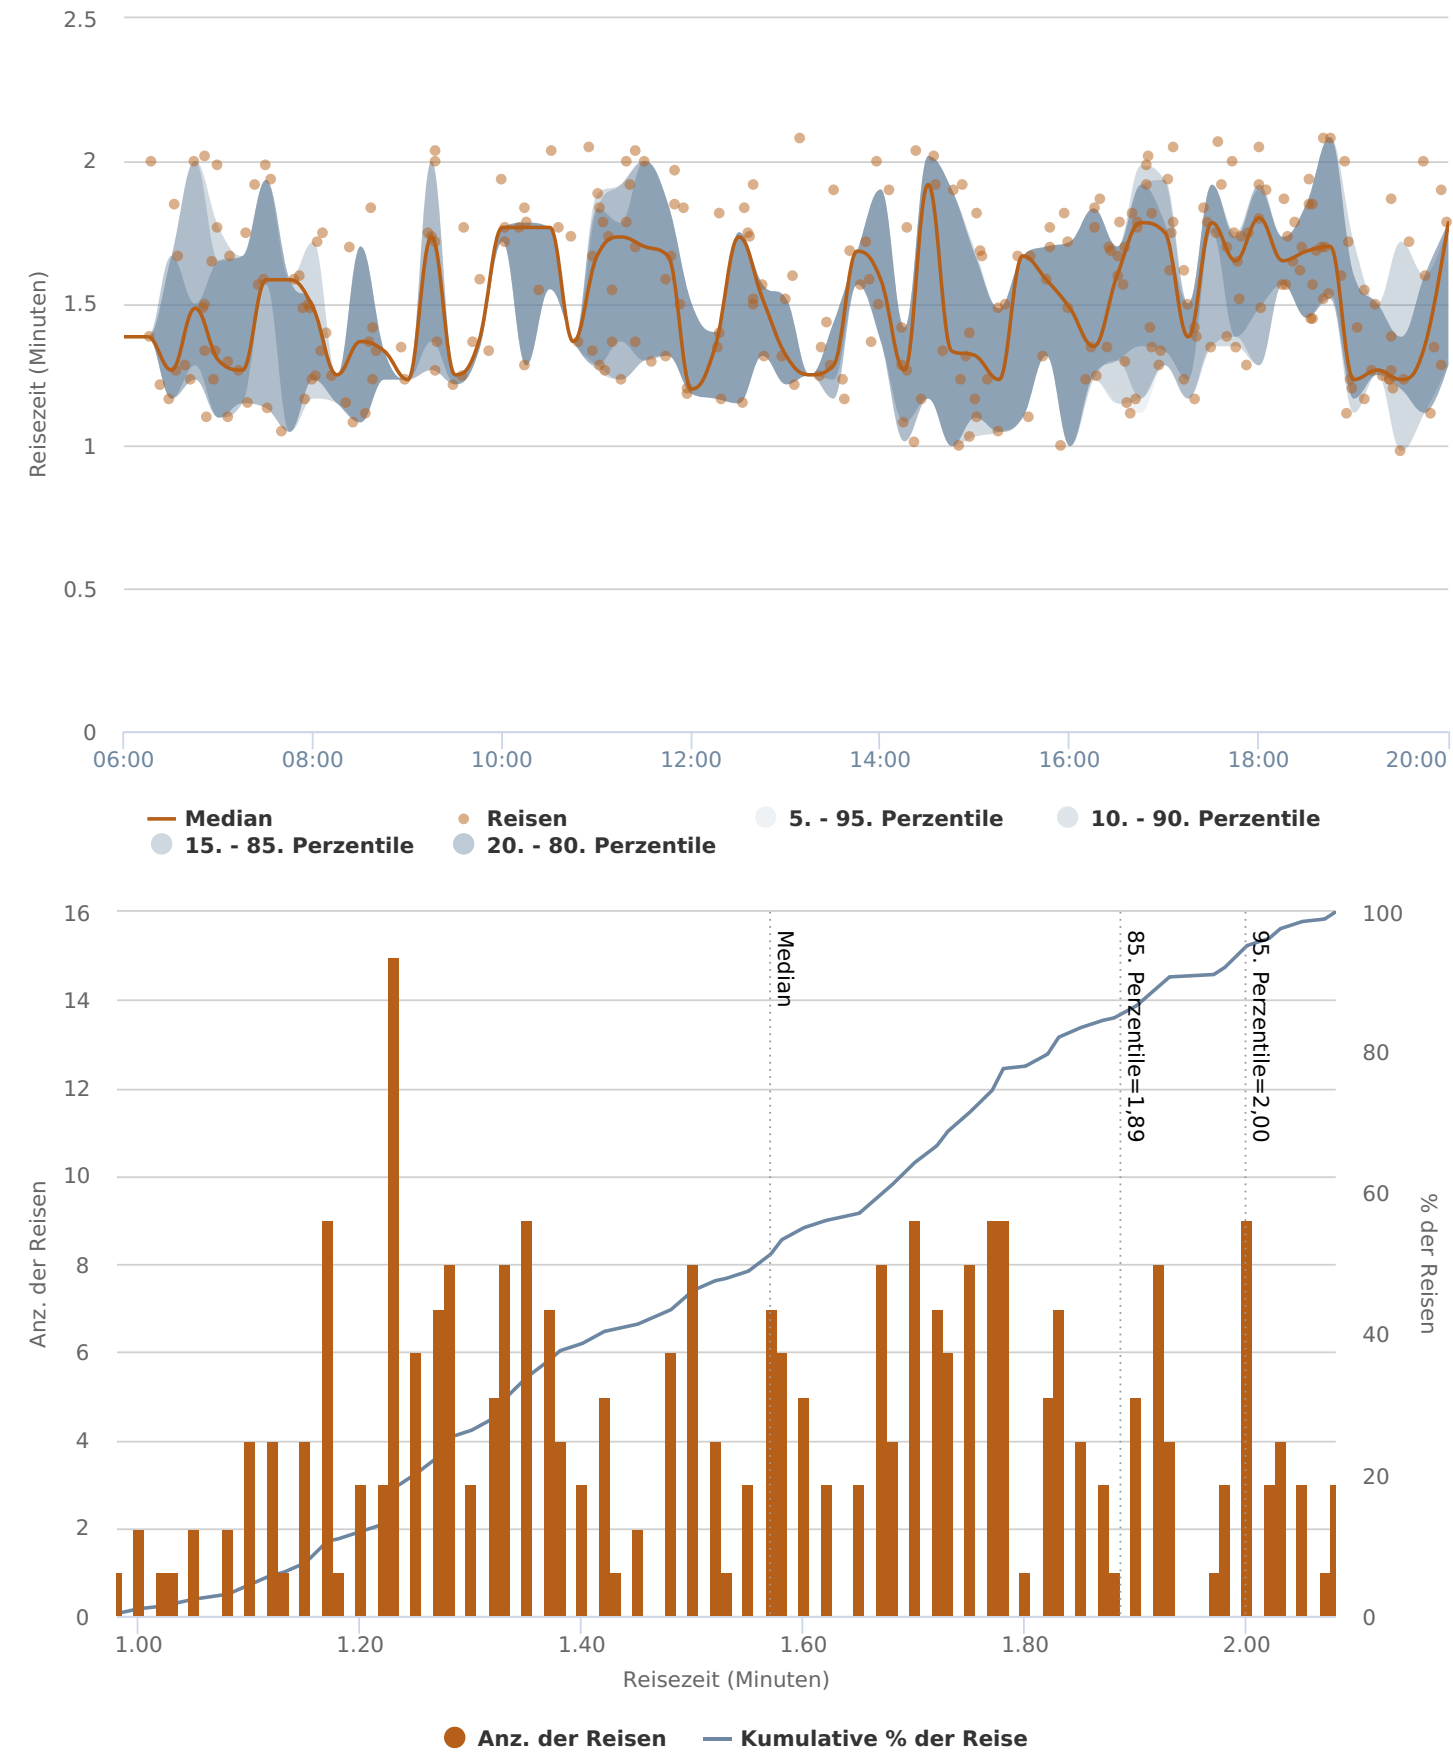 2.5
2
1.5
1
0.5
0
Reisezeit (Minuten)
06:00 08:00 10:00 12:00 14:00 16:00 18:00 20:00
Median Reisen 5. - 95. Perzentile 10. - 90. Perzentile
15. - 85. Perzentile 20. - 80. Perzentile
16
14
12
10
8
6
4
2
0
Anz. der Reisen
Median
85. Perzentile=1,89
95. Perzentile=2,00
100
80
60
40
20
0
% der Reisen
1.00 1.20 1.40 1.60 1.80 2.00
Reisezeit (Minuten)
Anz. der Reisen Kumulative % der Reise